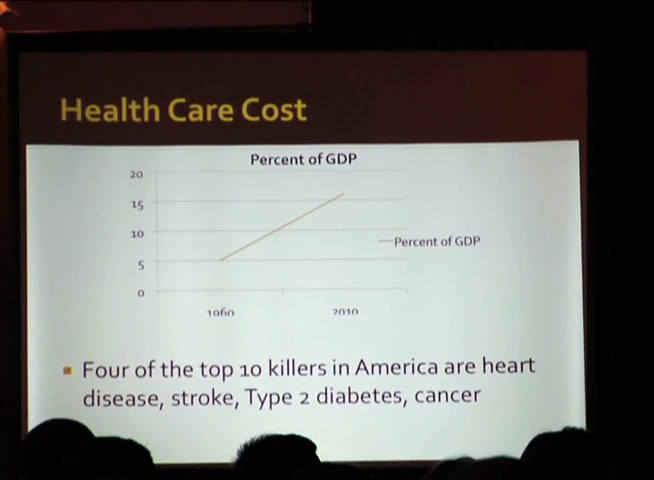 Health Care Cost
Percent of GDP
20
15
10
5
0
Percent of GDP
1960
2010
Four of the top 10 killers in America are heart
disease, stroke, Type 2 diabetes, cancer